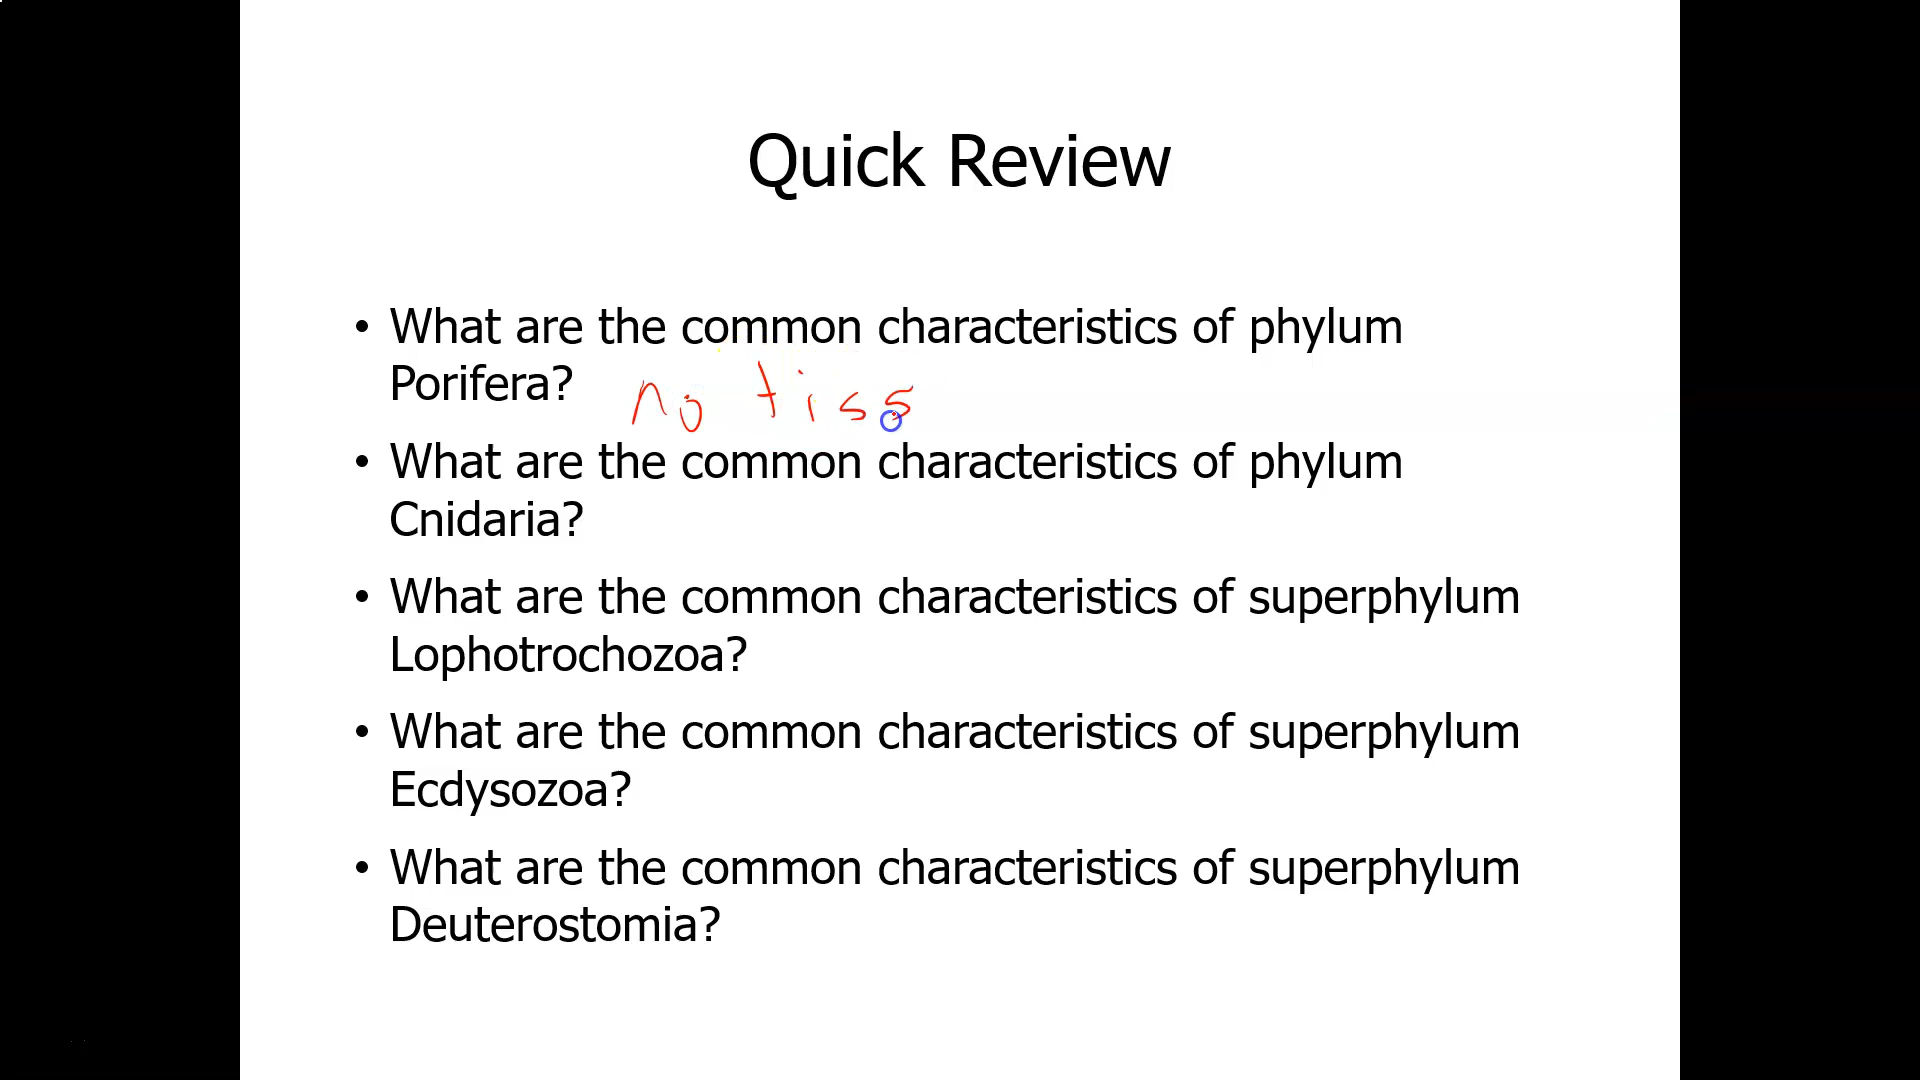 Quick Review
• What are the common characteristics of phylum
Porifera? no tiss
• What are the common characteristics of phylum
Cnidaria?
• What are the common characteristics of superphylum
Lophotrochozoa?
• What are the common characteristics of superphylum
Ecdysozoa?
• What are the common characteristics of superphylum
Deuterostomia?